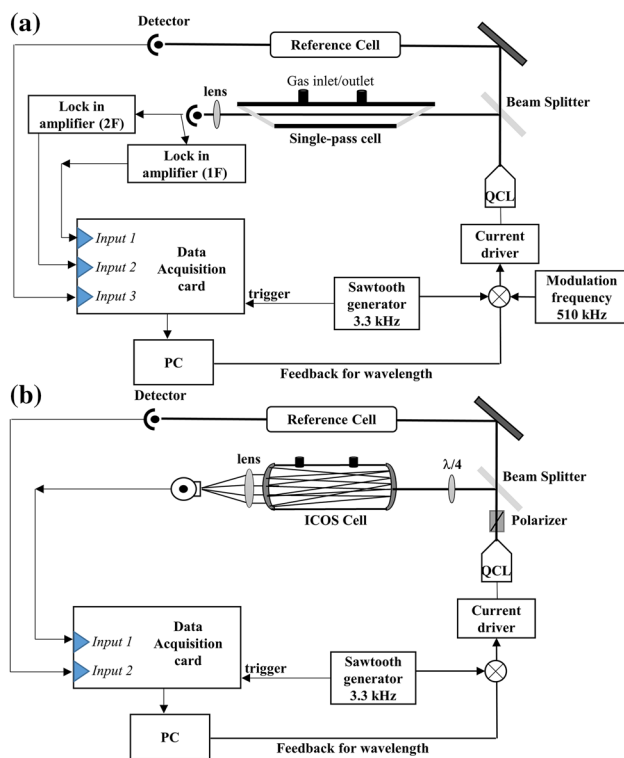 (a)
Detector
Reference Cell
Gas inlet/outlet
lens
Beam Splitter
Lock in
amplifier (2F)
Single-pass cell
Lock in
amplifier (1F)
QCL
Current
driver
Input 1
Input 2
Input 3
Data
Acquisition
card
trigger
Sawtooth
generator
3.3 kHz
Modulation
frequency
510 kHz
PC
Feedback for wavelength
(b)
Detector
Reference Cell
lens
λ/4
Beam Splitter
ICOS Cell
Polarizer
QCL
Current
driver
Input 1
Input 2
Data
Acquisition
card
trigger
Sawtooth
generator
3.3 kHz
PC
Feedback for wavelength